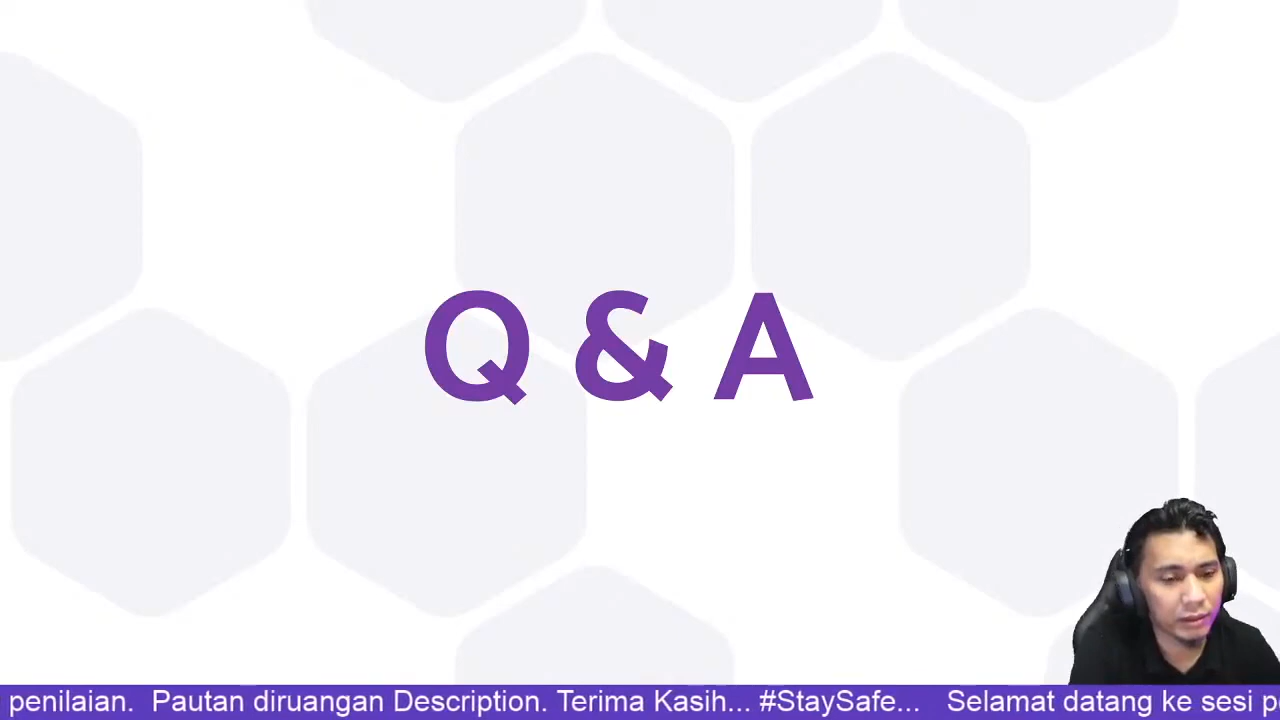 Q & A
penilaian. Pautan diruangan Description. Terima Kasih... #StaySafe... Selamat datang ke sesi